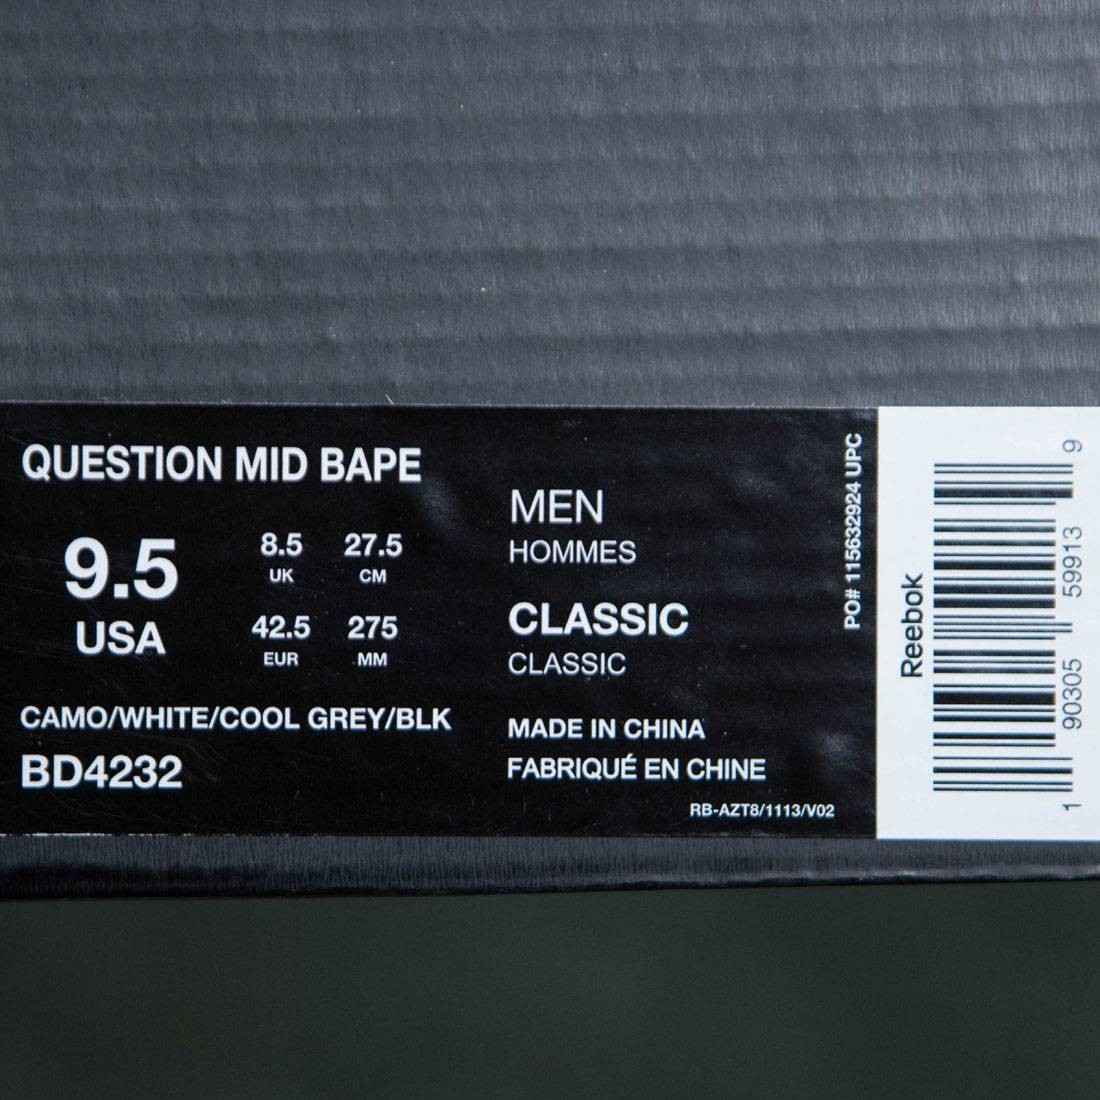 QUESTION MID BAPE
9.5
USA
8.5 27.5
UK CM
42.5 275
EUR MM
CAMO/WHITE/COOL GREY/BLK
BD4232
MEN
HOMMES
CLASSIC
CLASSIC
MADE IN CHINA
FABRIQUÉ EN CHINE
RB-AZT8/1113/V02
PO# 115632924 UPC
Reebok
1 90305 59913 9